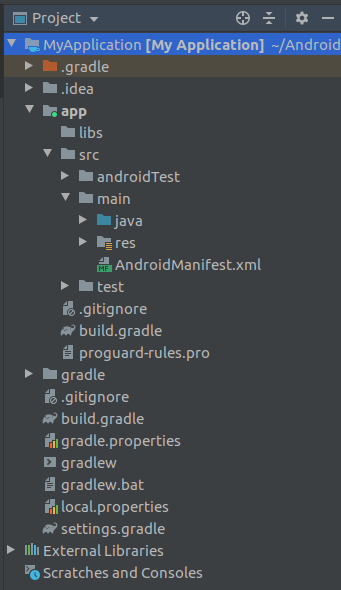 Project
MyApplication [My Application] ~/Android
.gradle
.idea
app
libs
src
androidTest
main
java
res
AndroidManifest.xml
test
.gitignore
build.gradle
proguard-rules.pro
gradle
.gitignore
build.gradle
gradle.properties
gradlew
gradlew.bat
local.properties
settings.gradle
External Libraries
Scratches and Consoles